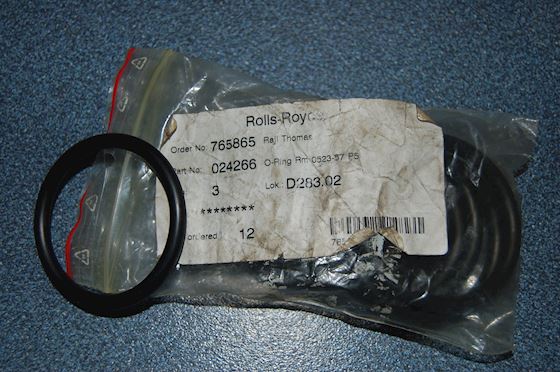 Rolls-Royce
Order No: 765865 Raji Thomas
Part No: 024266 O-Ring Rm 0523-57 P5
3 Lok.: D283.02
********
Ordered 12